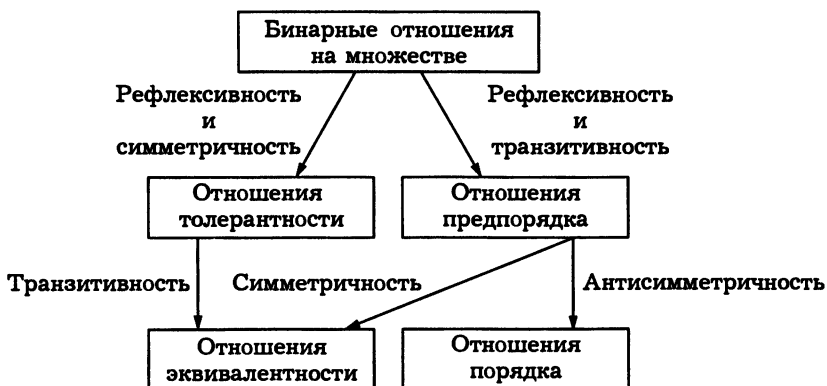 Бинарные отношения
на множестве
Рефлексивность
и
симметричность
Рефлексивность
и
транзитивность
Отношения
толерантности
Отношения
предпорядка
Транзитивность
Симметричность
Антисимметричность
Отношения
эквивалентности
Отношения
порядка